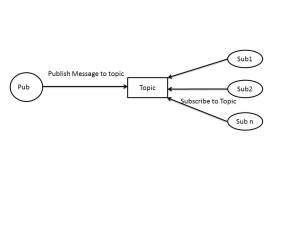 Publish Message to topic
Pub
Topic
Sub1
Sub2
Subscribe to Topic
Sub n